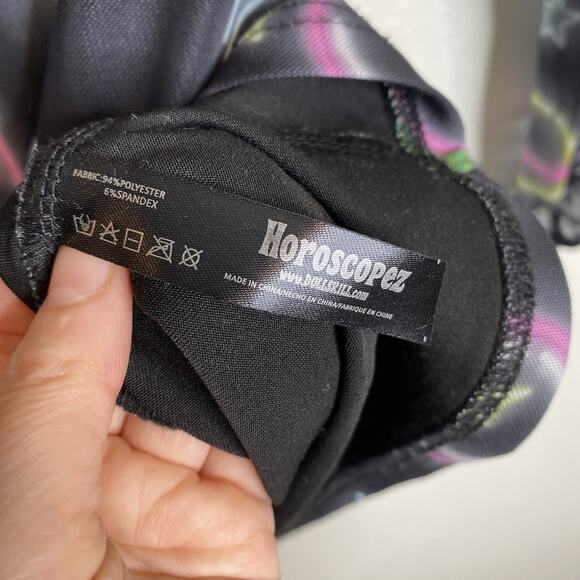 FABRIC:94%POLYESTER
6%SPANDEX
HOROSCOPEZ
www.DOLLSKILL.com
MADE IN CHINA/HECHO EN CHINA/FABRIQUE EN CHINE